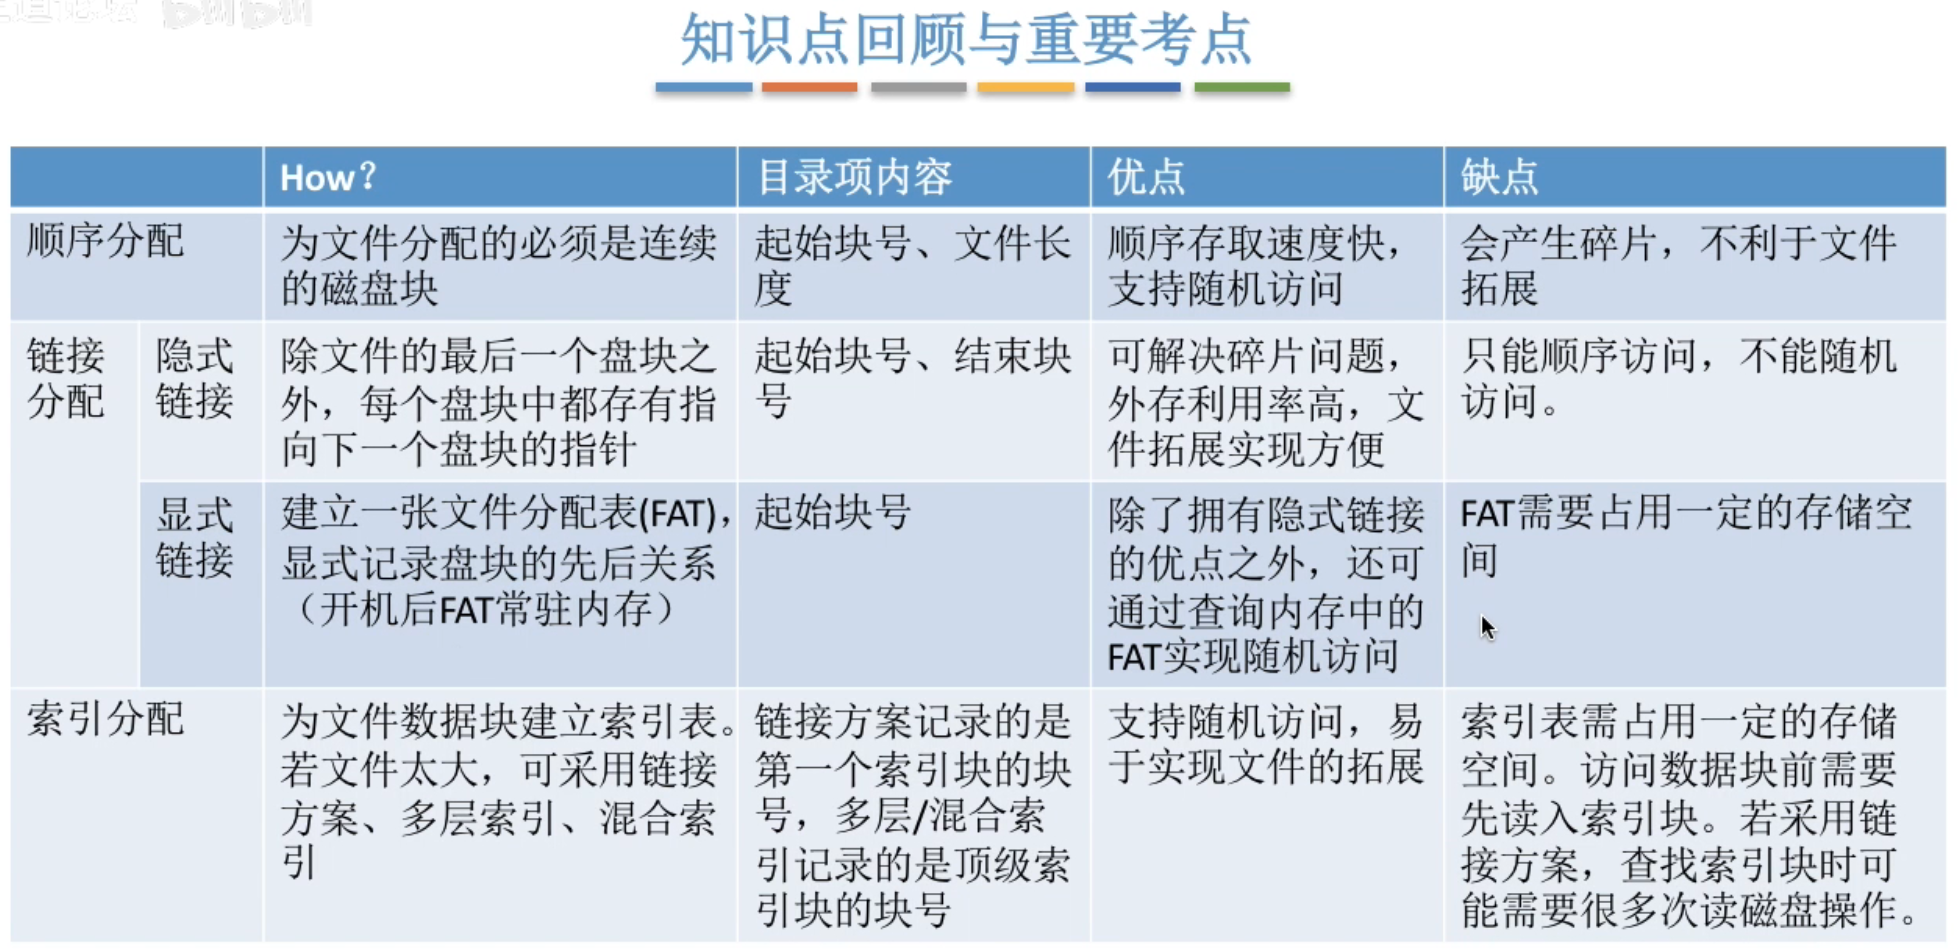 知识点回顾与重要考点
How？
目录项内容
优点
缺点
顺序分配
为文件分配的必须是连续
的磁盘块
起始块号、文件长
度
顺序存取速度快，
支持随机访问
会产生碎片，不利于文件
拓展
链接
分配
隐式
链接
除文件的最后一个盘块之
外，每个盘块中都存有指
向下一个盘块的指针
起始块号、结束块
号
可解决碎片问题，
外存利用率高，文
件拓展实现方便
只能顺序访问，不能随机
访问。
显式
链接
建立一张文件分配表(FAT)，
显式记录盘块的先后关系
（开机后FAT常驻内存）
起始块号
除了拥有隐式链接
的优点之外，还可
通过查询内存中的
FAT实现随机访问
FAT需要占用一定的存储空
间
索引分配
为文件数据块建立索引表。
若文件太大，可采用链接
方案、多层索引、混合索
引
链接方案记录的是
第一个索引块的块
号，多层/混合索
引记录的是顶级索
引块的块号
支持随机访问，易
于实现文件的拓展
索引表需占用一定的存储
空间。访问数据块前需要
先读入索引块。若采用链
接方案，查找索引块时可
能需要很多次读磁盘操作。